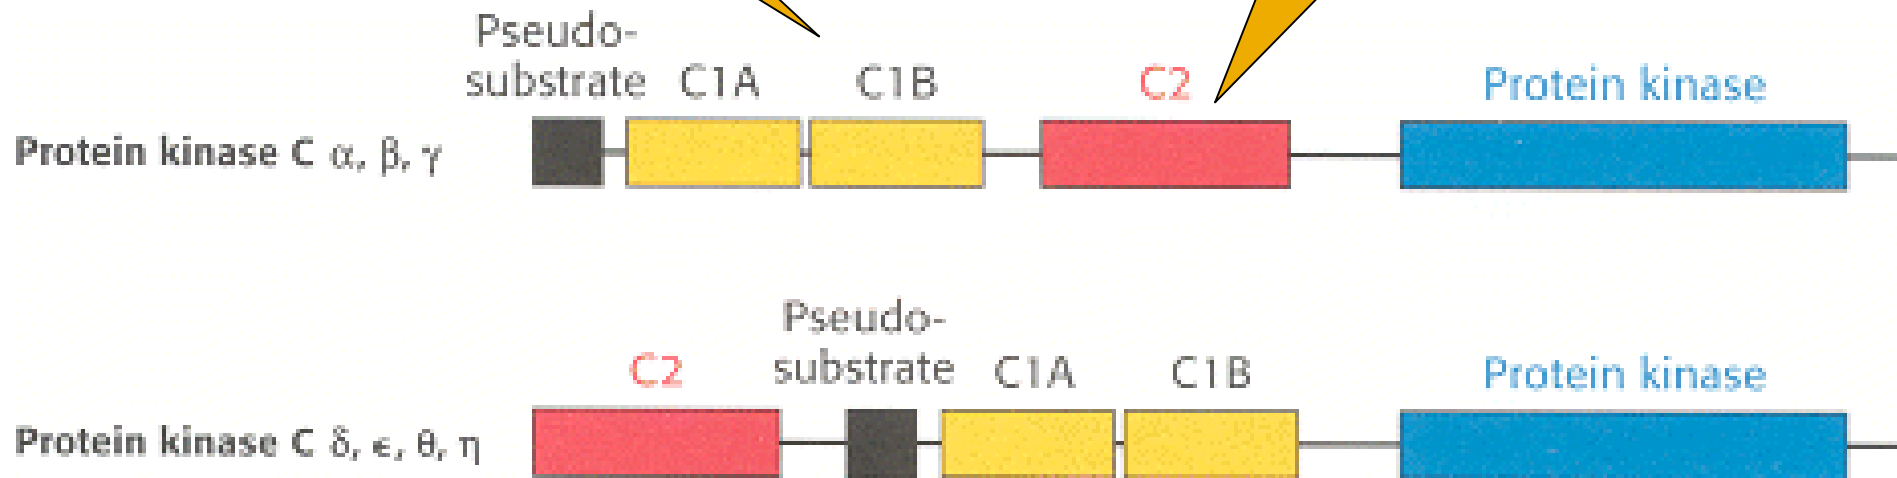 Pseudo-
substrate C1A C1B C2 Protein kinase
Protein kinase C α, β, γ
Pseudo-
C2 substrate C1A C1B Protein kinase
Protein kinase C δ, ϵ, θ, η